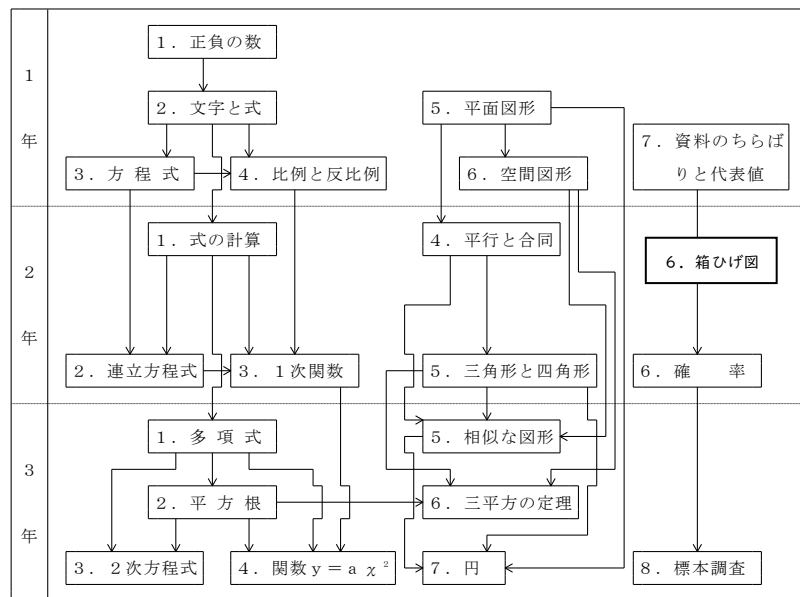 1
年
1．正負の数
2．文字と式
5．平面図形
7．資料のちらば
りと代表値
3．方 程 式
4．比例と反比例
6．空間図形
2
年
1．式の計算
4．平行と合同
6．箱ひげ図
2．連立方程式
3．1次関数
5．三角形と四角形
6．確　　率
3
年
1．多 項 式
5．相似な図形
2．平 方 根
6．三平方の定理
3．2次方程式
4．関数ｙ＝ａχ²
7．円
8．標本調査